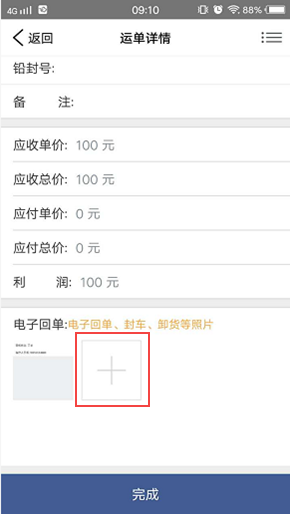 4G 09:10 88%
返回 运单详情
铅封号:
备 注:
应收单价: 100 元
应收总价: 100 元
应付单价: 0 元
应付总价: 0 元
利 润: 100 元
电子回单:电子回单、封车、卸货等照片
完成